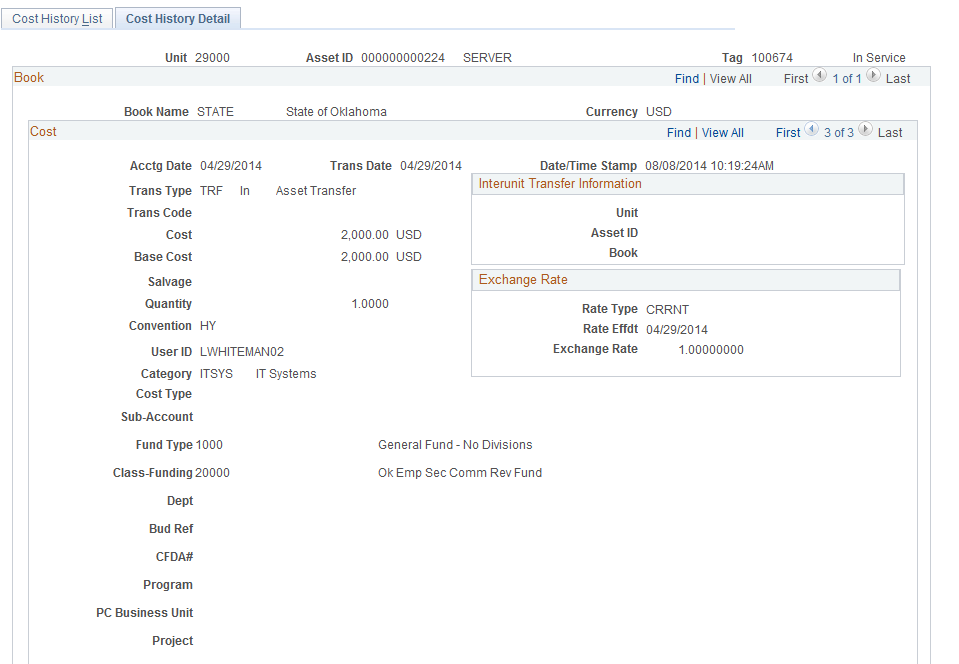 Cost History List Cost History Detail
Unit 29000 Asset ID 000000000224 SERVER Tag 100674 In Service
Book Find | View All First 1 of 1 Last
Book Name STATE State of Oklahoma Currency USD
Cost Find | View All First 3 of 3 Last
Acctg Date 04/29/2014 Trans Date 04/29/2014 Date/Time Stamp 08/08/2014 10:19:24AM
Trans Type TRF In Asset Transfer Interunit Transfer Information
Trans Code Unit
Cost 2,000.00 USD Asset ID
Base Cost 2,000.00 USD Book
Salvage Exchange Rate
Quantity 1.0000 Rate Type CRRNT
Convention HY Rate Effdt 04/29/2014
User ID LWHITEMAN02 Exchange Rate 1.00000000
Category ITSYS IT Systems
Cost Type
Sub-Account
Fund Type 1000 General Fund - No Divisions
Class-Funding 20000 Ok Emp Sec Comm Rev Fund
Dept
Bud Ref
CFDA#
Program
PC Business Unit
Project